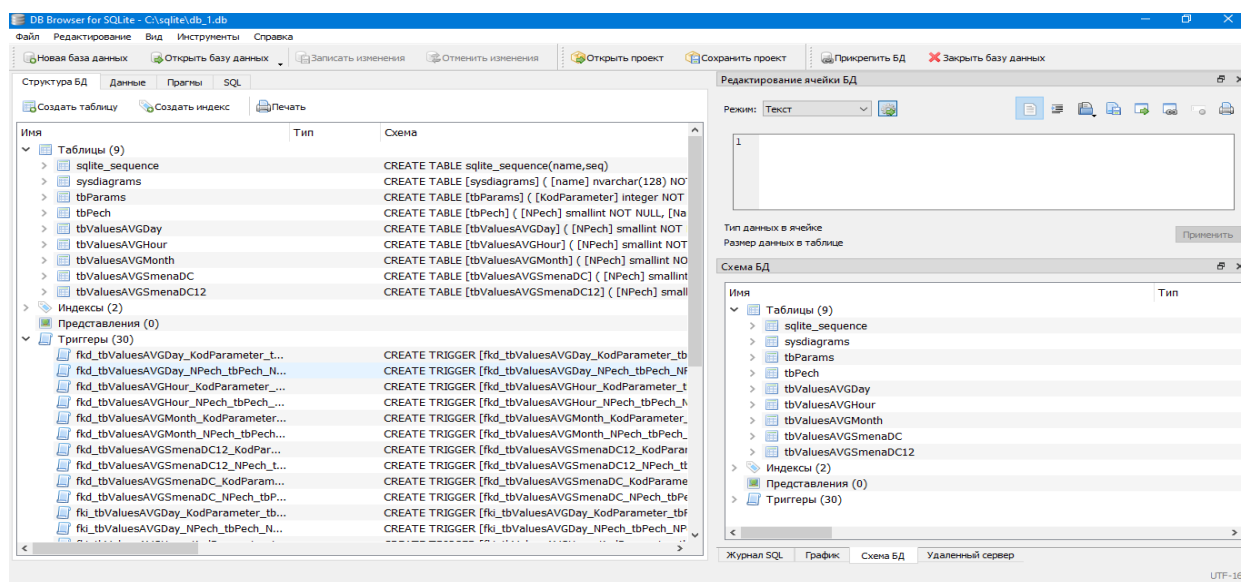 DB Browser for SQLite - C:\sqlite\db_1.db
Файл Редактирование Вид Инструменты Справка
Новая база данных Открыть базу данных Записать изменения Отменить изменения Открыть проект Сохранить проект Прикрепить БД Закрыть базу данных
Структура БД Данные Прагмы SQL
Создать таблицу Создать индекс Печать
Имя Тип Схема
Таблицы (9)
sqlite_sequence CREATE TABLE sqlite_sequence(name,seq)
sysdiagrams CREATE TABLE [sysdiagrams] ( [name] nvarchar(128) NO
tbParams CREATE TABLE [tbParams] ( [KodParameter] integer NOT
tbPech CREATE TABLE [tbPech] ( [NPech] smallint NOT NULL, [Na
tbValuesAVGDay CREATE TABLE [tbValuesAVGDay] ( [NPech] smallint NOT
tbValuesAVGHour CREATE TABLE [tbValuesAVGHour] ( [NPech] smallint NOT
tbValuesAVGMonth CREATE TABLE [tbValuesAVGMonth] ( [NPech] smallint NO
tbValuesAVGSmenaDC CREATE TABLE [tbValuesAVGSmenaDC] ( [NPech] smallint
tbValuesAVGSmenaDC12 CREATE TABLE [tbValuesAVGSmenaDC12] ( [NPech] small
Индексы (2)
Представления (0)
Триггеры (30)
fkd_tbValuesAVGDay_KodParameter_t... CREATE TRIGGER [fkd_tbValuesAVGDay_KodParameter_tb
fkd_tbValuesAVGDay_NPech_tbPech_N... CREATE TRIGGER [fkd_tbValuesAVGDay_NPech_tbPech_NP
fkd_tbValuesAVGHour_KodParameter_... CREATE TRIGGER [fkd_tbValuesAVGHour_KodParameter_t
fkd_tbValuesAVGHour_NPech_tbPech_... CREATE TRIGGER [fkd_tbValuesAVGHour_NPech_tbPech_N
fkd_tbValuesAVGMonth_KodParameter... CREATE TRIGGER [fkd_tbValuesAVGMonth_KodParameter_
fkd_tbValuesAVGMonth_NPech_tbPech... CREATE TRIGGER [fkd_tbValuesAVGMonth_NPech_tbPech_
fkd_tbValuesAVGSmenaDC12_KodPar... CREATE TRIGGER [fkd_tbValuesAVGSmenaDC12_KodParar
fkd_tbValuesAVGSmenaDC12_NPech_t... CREATE TRIGGER [fkd_tbValuesAVGSmenaDC12_NPech_tb
fkd_tbValuesAVGSmenaDC_KodParam... CREATE TRIGGER [fkd_tbValuesAVGSmenaDC_KodParame
fkd_tbValuesAVGSmenaDC_NPech_tbP... CREATE TRIGGER [fkd_tbValuesAVGSmenaDC_NPech_tbPe
fki_tbValuesAVGDay_KodParameter_tb... CREATE TRIGGER [fki_tbValuesAVGDay_KodParameter_tbP
fki_tbValuesAVGDay_NPech_tbPech_N... CREATE TRIGGER [fki_tbValuesAVGDay_NPech_tbPech_NP
Редактирование ячейки БД
Режим: Текст
1
Тип данных в ячейке
Размер данных в таблице
Применить
Схема БД
Имя Тип
Таблицы (9)
sqlite_sequence
sysdiagrams
tbParams
tbPech
tbValuesAVGDay
tbValuesAVGHour
tbValuesAVGMonth
tbValuesAVGSmenaDC
tbValuesAVGSmenaDC12
Индексы (2)
Представления (0)
Триггеры (30)
Журнал SQL График Схема БД Удаленный сервер
UTF-16